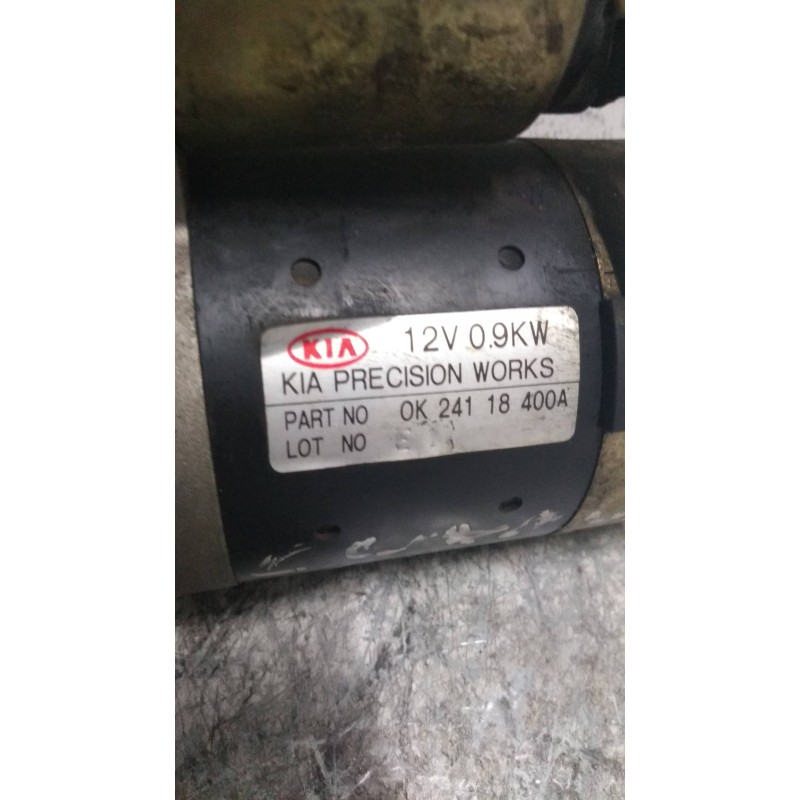 KIA 12V 0.9KW
KIA PRECISION WORKS
PART NO 0K 241 18 400A
LOT NO